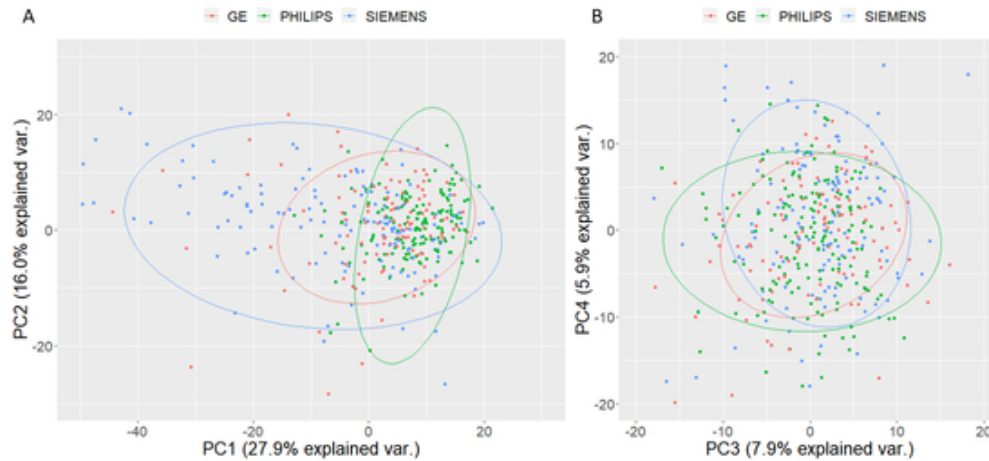 A
GE PHILIPS SIEMENS
20
0
-20
PC2 (16.0% explained var.)
-40 -20 0 20
PC1 (27.9% explained var.)
B
GE PHILIPS SIEMENS
20
10
0
-10
-20
PC4 (5.9% explained var.)
-20 -10 0 10
PC3 (7.9% explained var.)